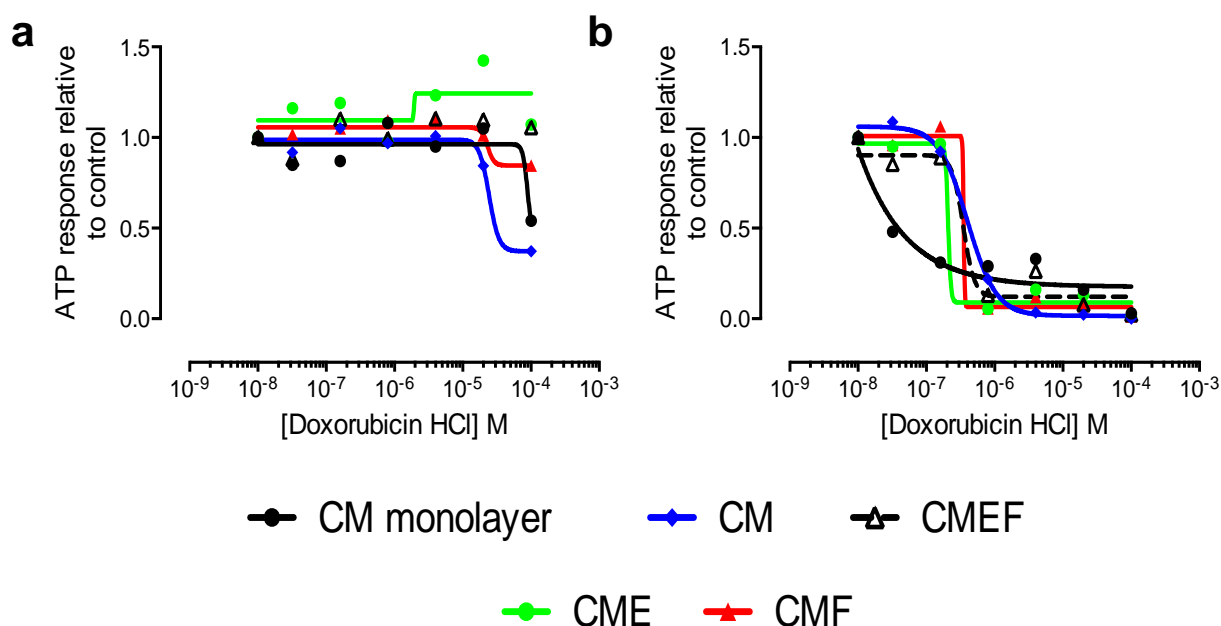 a
ATP response relative
to control
1.5
1.0
0.5
0.0
10-9 10-8 10-7 10-6 10-5 10-4 10-3
[Doxorubicin HCl] M
b
ATP response relative
to control
1.5
1.0
0.5
0.0
10-9 10-8 10-7 10-6 10-5 10-4 10-3
[Doxorubicin HCl] M
CM monolayer CM CMEF
CME CMF